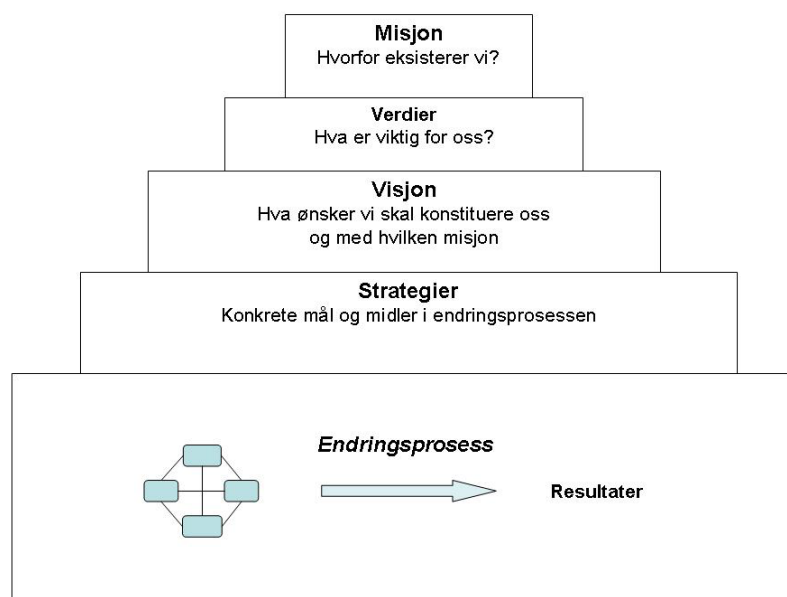 Misjon
Hvorfor eksisterer vi?
Verdier
Hva er viktig for oss?
Visjon
Hva ønsker vi skal konstituere oss
og med hvilken misjon
Strategier
Konkrete mål og midler i endringsprosessen
Endringsprosess
Resultater